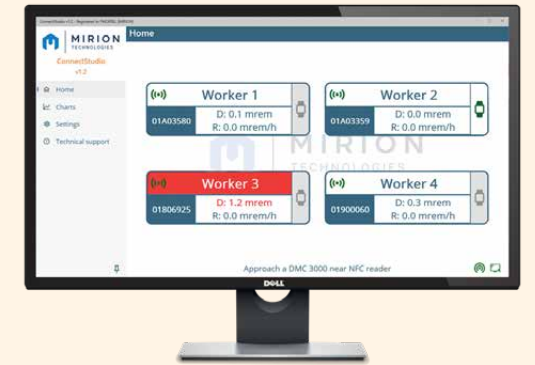 ConnectStudio
MIRION
TECHNOLOGIES
ConnectStudio
v1.2
Home
Charts
Settings
Technical support
Home
Worker 1
01A03580
D: 0.1 mrem
R: 0.0 mrem/h
Worker 2
01A03359
D: 0.0 mrem
R: 0.0 mrem/h
MIRION
TECHNOLOGIES
Worker 3
01806925
D: 1.2 mrem
R: 0.0 mrem/h
Worker 4
01900060
D: 0.3 mrem
R: 0.0 mrem/h
Approach a DMC 3000 near NFC reader
DELL